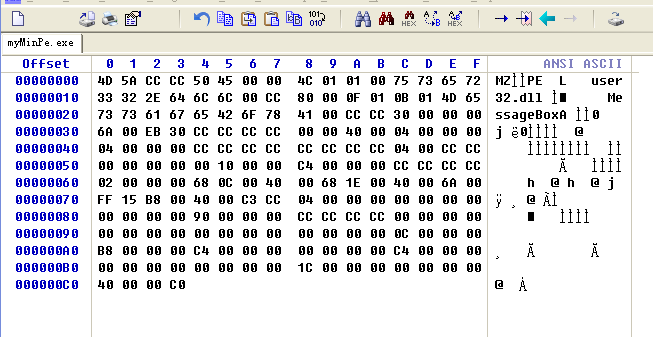 myMinPe.exe
Offset 0 1 2 3 4 5 6 7 8 9 A B C D E F ANSI ASCII
00000000 4D 5A CC CC 50 45 00 00 4C 01 01 00 75 73 65 72 MZÌÌPE L user
00000010 33 32 2E 64 6C 6C 00 CC 80 00 0F 01 0B 01 4D 65 32.dll Ì Me
00000020 73 73 61 67 65 42 6F 78 41 00 CC CC 30 00 00 00 ssageBoxA ÌÌ0
00000030 6A 00 EB 30 CC CC CC CC 00 00 40 00 04 00 00 00 j ë0ÌÌÌÌ @
00000040 04 00 00 00 CC CC CC CC CC CC CC CC 04 00 CC CC ÌÌÌÌÌÌÌÌ ÌÌ
00000050 00 00 00 00 00 10 00 00 C4 00 00 00 CC CC CC CC Ä ÌÌÌÌ
00000060 02 00 00 00 68 0C 00 40 00 68 1E 00 40 00 6A 00 h @ h @ j
00000070 FF 15 B8 00 40 00 C3 CC 04 00 00 00 00 00 00 00 ÿ ¸ @ ÃÌ
00000080 00 00 00 00 90 00 00 00 CC CC CC CC 00 00 00 00 ÌÌÌÌ
00000090 00 00 00 00 00 00 00 00 00 00 00 00 0C 00 00 00
000000A0 B8 00 00 00 C4 00 00 00 00 00 00 00 C4 00 00 00 ¸ Ä Ä
000000B0 00 00 00 00 00 00 00 00 1C 00 00 00 00 00 00 00
000000C0 40 00 00 C0 @ À